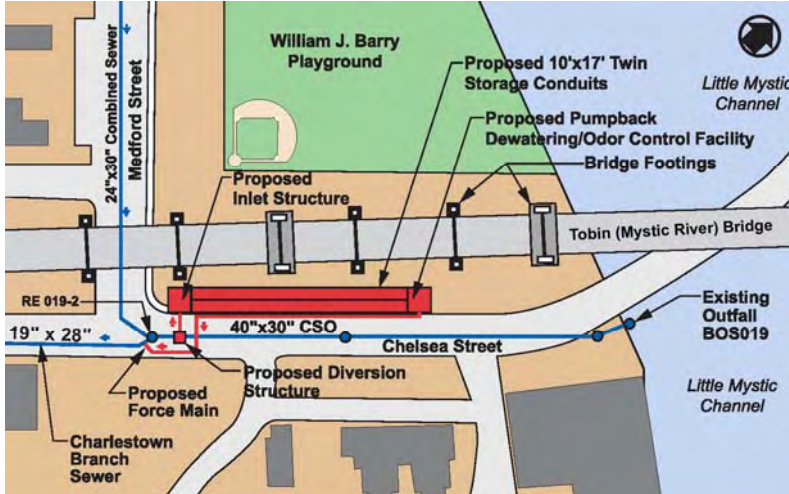 William J. Barry
Playground
Proposed 10'x17' Twin
Storage Conduits
Little Mystic
Channel
24"x30" Combined Sewer
Medford Street
Proposed Pumpback
Dewatering/Odor Control Facility
Bridge Footings
Proposed
Inlet Structure
Tobin (Mystic River) Bridge
RE 019-2
40"x30" CSO
Existing
Outfall
BOS019
19" x 28"
Chelsea Street
Proposed Diversion
Structure
Proposed
Force Main
Little Mystic
Channel
Charlestown
Branch
Sewer